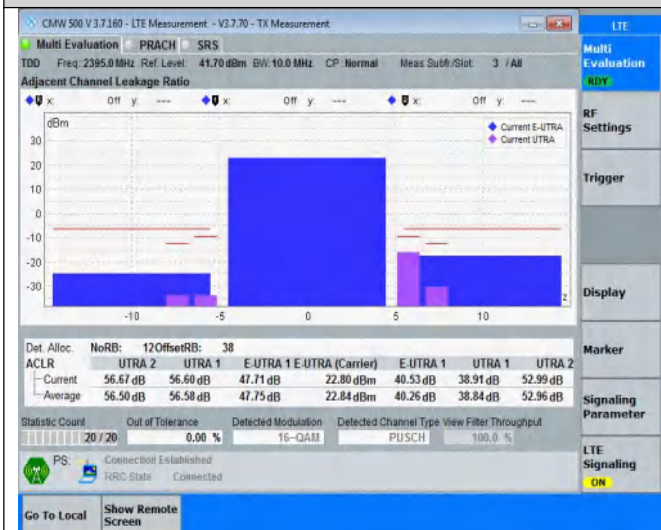 CMW 500 V 3.7.160 - LTE Measurement - V3.7.70 - TX Measurement
LTE
Multi Evaluation PRACH SRS
TDD Freq: 2395.0 MHz Ref. Level: 41.70 dBm BW: 10.0 MHz CP: Normal Meas Subfr./Slot: 3 / All
Adjacent Channel Leakage Ratio
x: Off y: --- x: Off y: --- x: Off y: ---
dBm
Current E-UTRA
Current UTRA
30
20
10
0
-10
-20
-30
-10 -5 0 5 10
Det. Alloc. NoRB: 12OffsetRB: 38
ACLR UTRA 2 UTRA 1 E-UTRA 1 E-UTRA (Carrier) E-UTRA 1 UTRA 1 UTRA 2
Current 56.67 dB 56.60 dB 47.71 dB 22.80 dBm 40.53 dB 38.91 dB 52.99 dB
Average 56.50 dB 56.58 dB 47.75 dB 22.84 dBm 40.26 dB 38.84 dB 52.96 dB
Statistic Count Out of Tolerance Detected Modulation Detected Channel Type View Filter Throughput
20 / 20 0.00 % 16-QAM PUSCH 100.0 %
PS: Connection Established
RRC State Connected
Multi Evaluation
RDY
RF Settings
Trigger
Display
Marker
Signaling Parameter
LTE Signaling
ON
Go To Local
Show Remote Screen